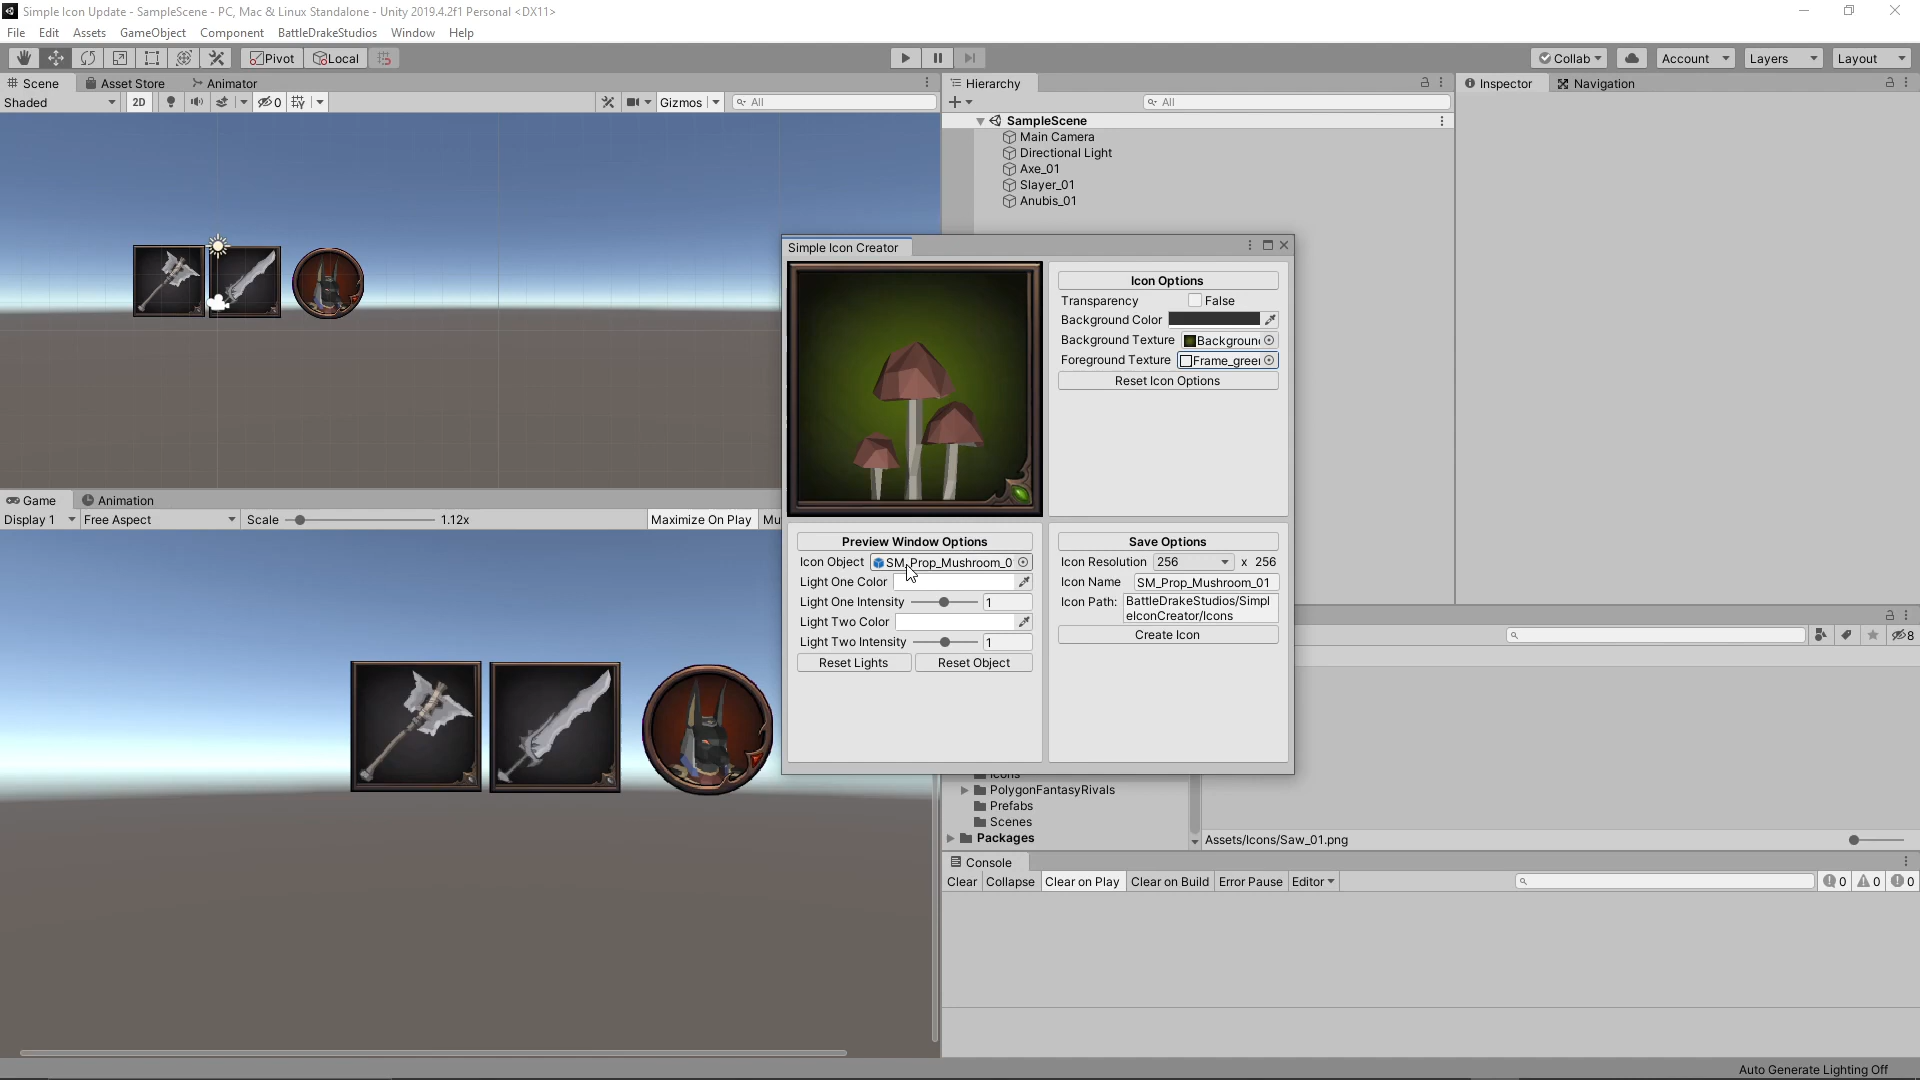 Simple Icon Update - SampleScene - PC, Mac & Linux Standalone - Unity 2019.4.2f1 Personal <DX11>
File Edit Assets GameObject Component BattleDrakeStudios Window Help
Pivot Local Collab Account Layers Layout
Scene Asset Store Animator
Shaded 2D 0 Gizmos All
Hierarchy
All
SampleScene
Main Camera
Directional Light
Axe_01
Slayer_01
Anubis_01
Inspector Navigation
Simple Icon Creator
Icon Options
Transparency False
Background Color
Background Texture Backgroun
Foreground Texture Frame_gree
Reset Icon Options
Preview Window Options
Icon Object SM_Prop_Mushroom_0
Light One Color
Light One Intensity 1
Light Two Color
Light Two Intensity 1
Reset Lights Reset Object
Save Options
Icon Resolution 256 x 256
Icon Name SM_Prop_Mushroom_01
Icon Path: BattleDrakeStudios/Simpl
eIconCreator/Icons
Create Icon
Game Animation
Display 1 Free Aspect Scale 1.12x Maximize On Play Mu
8
Icons
PolygonFantasyRivals
Prefabs
Scenes
Packages
Assets/Icons/Saw_01.png
Console
Clear Collapse Clear on Play Clear on Build Error Pause Editor 0 0 0
Auto Generate Lighting Off